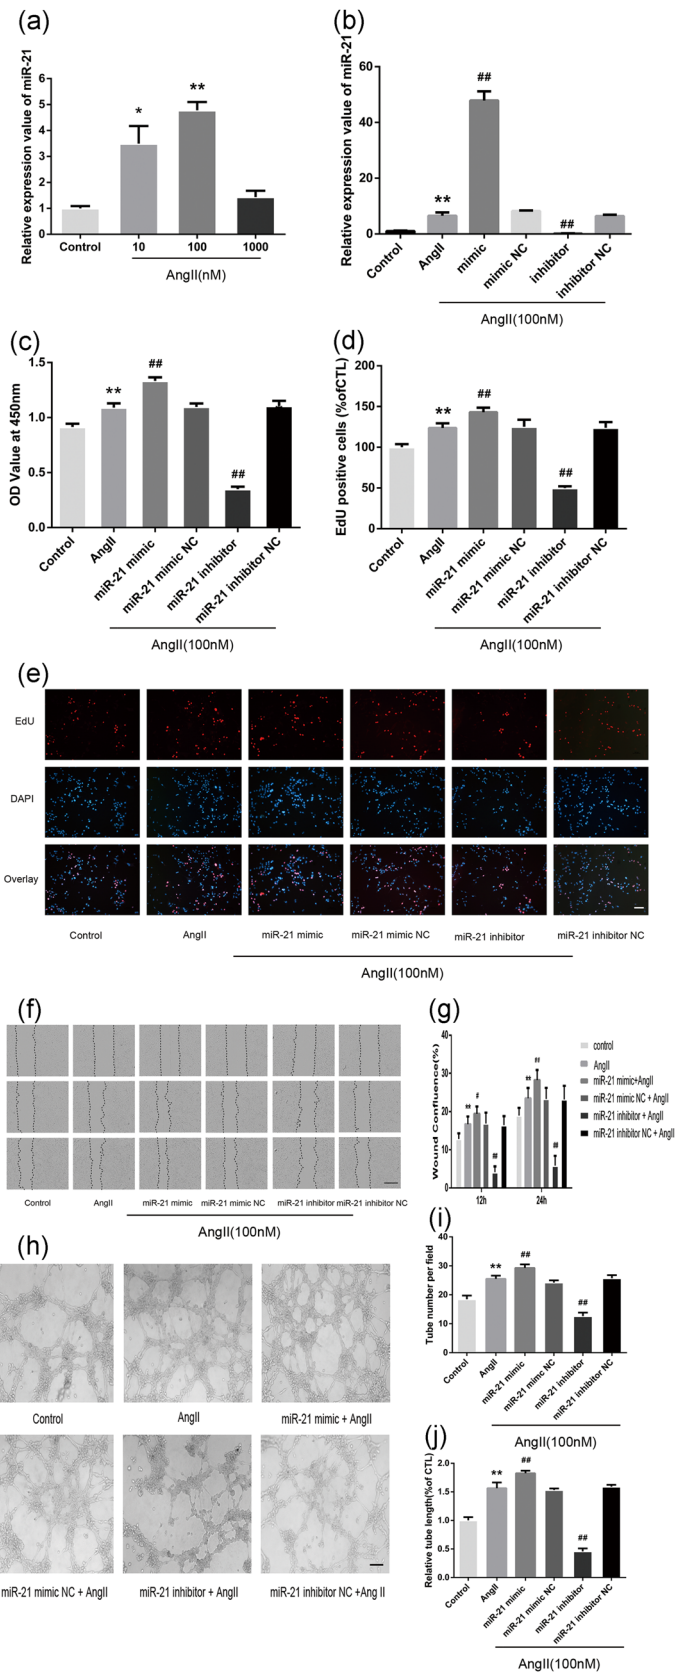 (a)
Relative expression value of miR-21
6
5
4
3
2
1
0
*
**
Control
10
100
1000
AngII(nM)
(b)
Relative expression value of miR-21
60
40
20
0
**
##
##
Control
AngII
mimic
mimic NC
inhibitor
inhibitor NC
AngII(100nM)
(c)
OD Value at 450nm
1.5
1.0
0.5
0.0
**
##
##
Control
AngII
miR-21 mimic
miR-21 mimic NC
miR-21 inhibitor
miR-21 inhibitor NC
AngII(100nM)
(d)
EdU positive cells (%ofCTL)
200
150
100
50
0
**
##
##
Control
AngII
miR-21 mimic
miR-21 mimic NC
miR-21 inhibitor
miR-21 inhibitor NC
AngII(100nM)
(e)
EdU
DAPI
Overlay
Control
AngII
miR-21 mimic
miR-21 mimic NC
miR-21 inhibitor
miR-21 inhibitor NC
AngII(100nM)
(f)
Control
AngII
miR-21 mimic
miR-21 mimic NC
miR-21 inhibitor
miR-21 inhibitor NC
AngII(100nM)
(g)
Wound Confluence(%)
40
30
20
10
0
**
#
##
**
##
##
12h
24h
control
AngII
miR-21 mimic+AngII
miR-21 mimic NC + AngII
miR-21 inhibitor + AngII
miR-21 inhibitor NC + AngII
(h)
Control
AngII
miR-21 mimic + AngII
miR-21 mimic NC + AngII
miR-21 inhibitor + AngII
miR-21 inhibitor NC +Ang II
(i)
Tube number per field
40
30
20
10
0
**
##
##
Control
AngII
miR-21 mimic
miR-21 mimic NC
miR-21 inhibitor
miR-21 inhibitor NC
AngII(100nM)
(j)
Relative tube length(%of CTL)
2.0
1.5
1.0
0.5
0.0
**
##
##
Control
AngII
miR-21 mimic
miR-21 mimic NC
miR-21 inhibitor
miR-21 inhibitor NC
AngII(100nM)